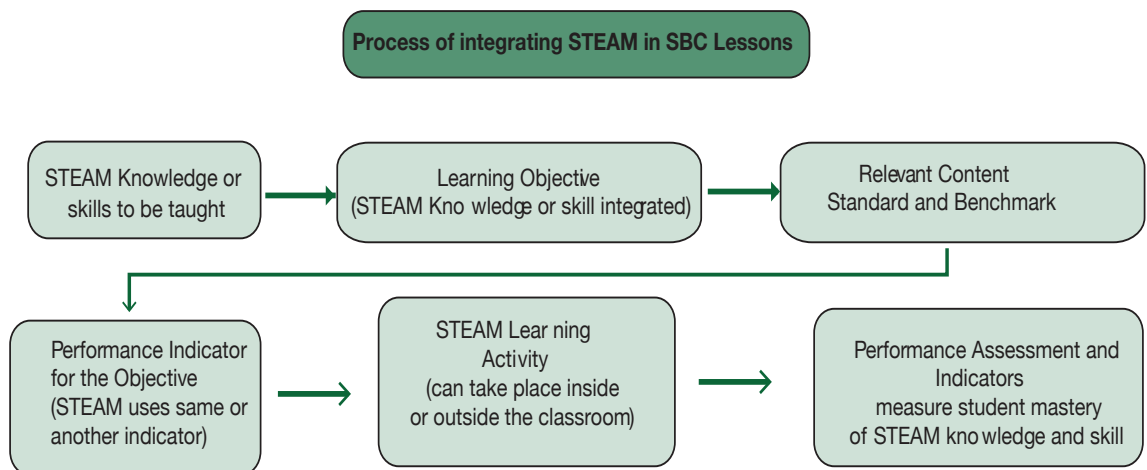 Process of integrating STEAM in SBC Lessons
STEAM Knowledge or
skills to be taught
Learning Objective
(STEAM Kno wledge or skill integrated)
Relevant Content
Standard and Benchmark
Performance Indicator
for the Objective
(STEAM uses same or
another indicator)
STEAM Lear ning
Activity
(can take place inside
or outside the classroom)
Performance Assessment and
Indicators
measure student mastery
of STEAM kno wledge and skill